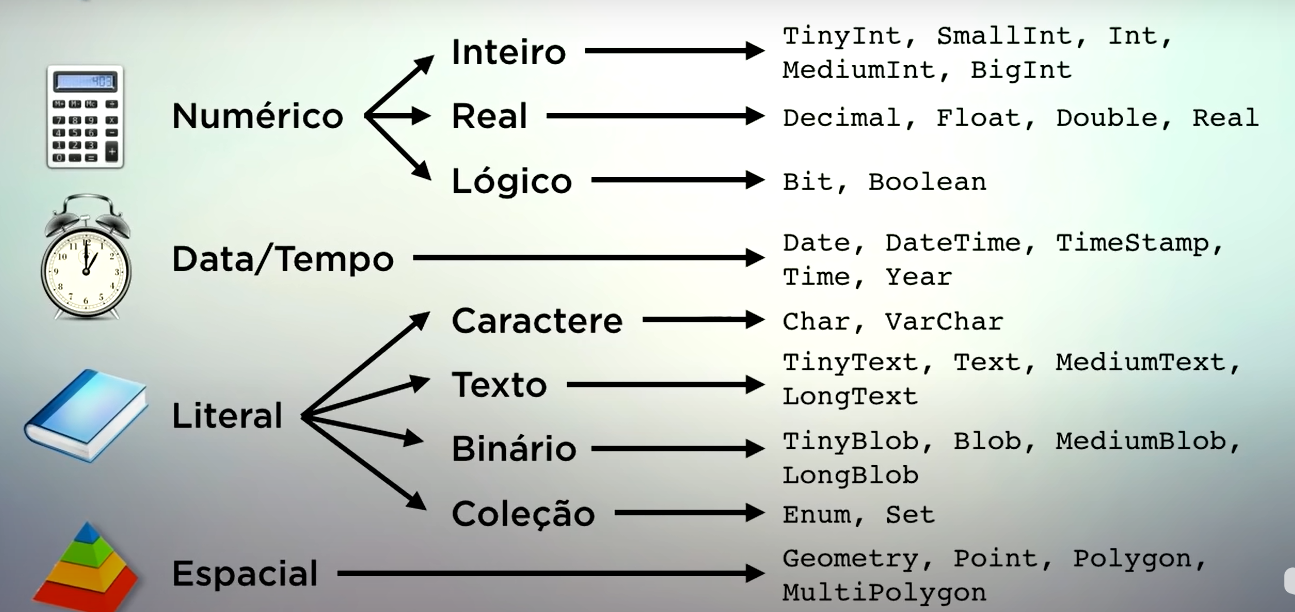 Numérico
Inteiro
TinyInt, SmallInt, Int,
MediumInt, BigInt
Real
Decimal, Float, Double, Real
Lógico
Bit, Boolean
Data/Tempo
Date, DateTime, TimeStamp,
Time, Year
Literal
Caractere
Char, VarChar
Texto
TinyText, Text, MediumText,
LongText
Binário
TinyBlob, Blob, MediumBlob,
LongBlob
Coleção
Enum, Set
Espacial
Geometry, Point, Polygon,
MultiPolygon